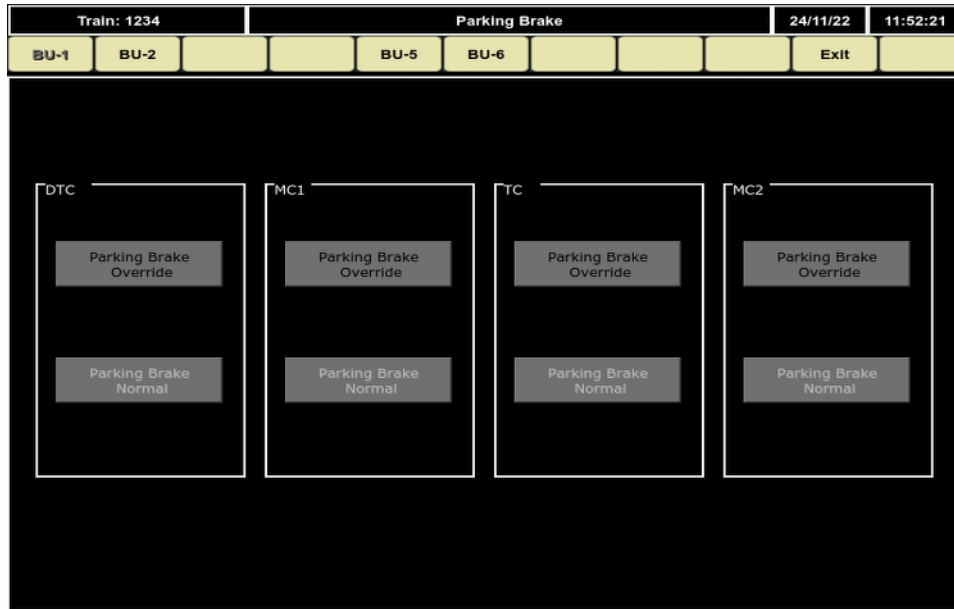 Train: 1234 Parking Brake 24/11/22 11:52:21
BU-1 BU-2 BU-5 BU-6 Exit
DTC MC1 TC MC2
Parking Brake Parking Brake Parking Brake Parking Brake
Override Override Override Override
Parking Brake Parking Brake Parking Brake Parking Brake
Normal Normal Normal Normal